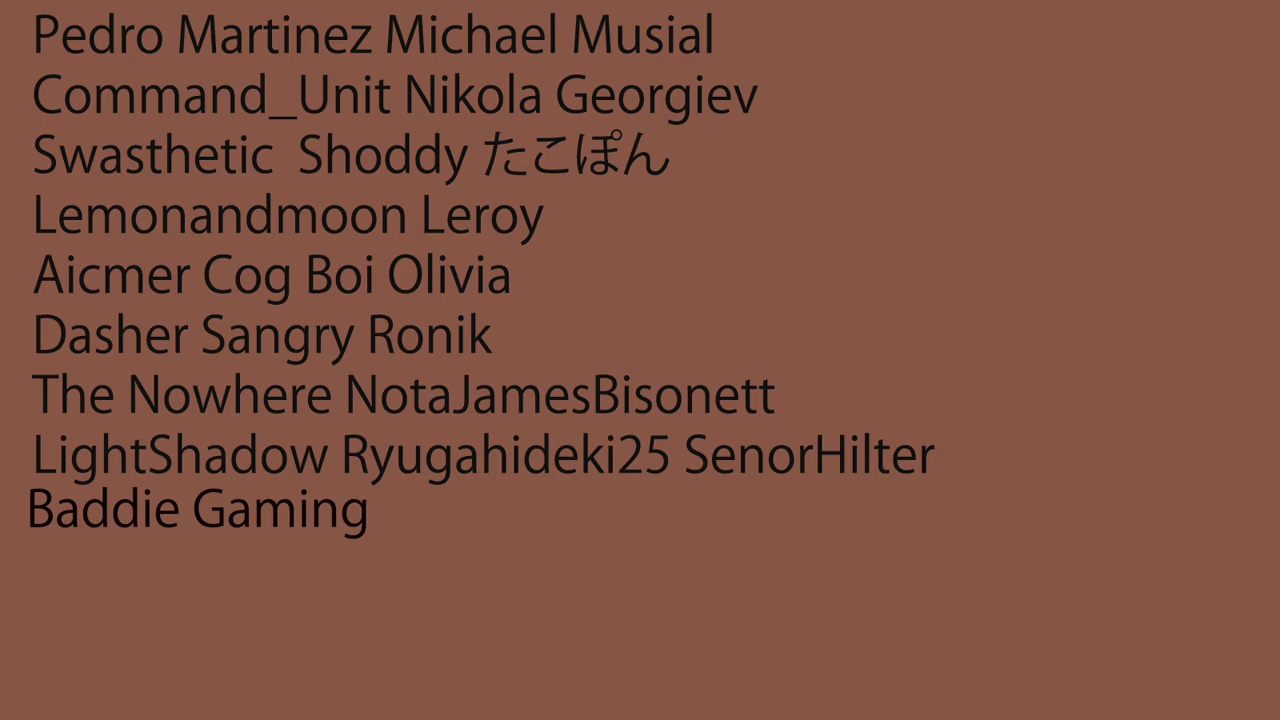 Pedro Martinez Michael Musial
Command_Unit Nikola Georgiev
Swasthetic  Shoddy たこぽん
Lemonandmoon Leroy
Aicmer Cog Boi Olivia
Dasher Sangry Ronik
The Nowhere NotaJamesBisonett
LightShadow Ryugahideki25 SenorHilter
Baddie Gaming